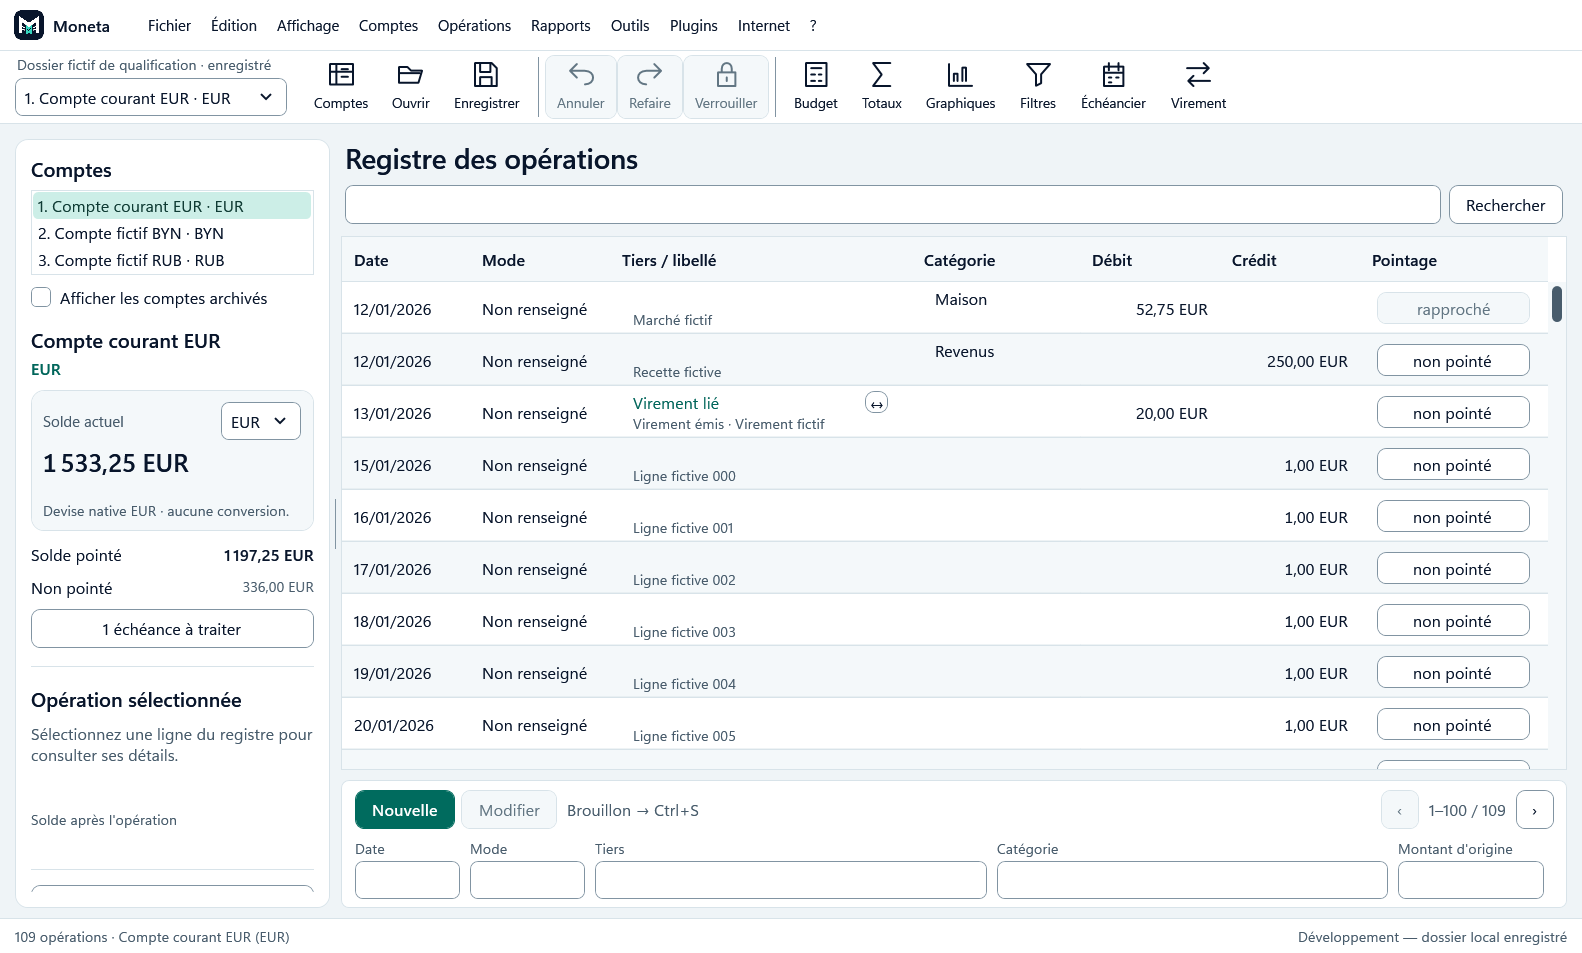 Moneta
Fichier Édition Affichage Comptes Opérations Rapports Outils Plugins Internet ?
Dossier fictif de qualification · enregistré
1. Compte courant EUR · EUR
Comptes Ouvrir Enregistrer Annuler Refaire Verrouiller Budget Totaux Graphiques Filtres Échéancier Virement
Comptes
1. Compte courant EUR · EUR
2. Compte fictif BYN · BYN
3. Compte fictif RUB · RUB
Afficher les comptes archivés
Compte courant EUR
EUR
Solde actuel EUR
1 533,25 EUR
Devise native EUR · aucune conversion.
Solde pointé 1 197,25 EUR
Non pointé 336,00 EUR
1 échéance à traiter
Opération sélectionnée
Sélectionnez une ligne du registre pour
consulter ses détails.
Solde après l'opération
Registre des opérations
Rechercher
Date Mode Tiers / libellé Catégorie Débit Crédit Pointage
12/01/2026 Non renseigné Marché fictif Maison 52,75 EUR rapproché
12/01/2026 Non renseigné Recette fictive Revenus 250,00 EUR non pointé
13/01/2026 Non renseigné Virement lié ↔ 20,00 EUR non pointé
Virement émis · Virement fictif
15/01/2026 Non renseigné Ligne fictive 000 1,00 EUR non pointé
16/01/2026 Non renseigné Ligne fictive 001 1,00 EUR non pointé
17/01/2026 Non renseigné Ligne fictive 002 1,00 EUR non pointé
18/01/2026 Non renseigné Ligne fictive 003 1,00 EUR non pointé
19/01/2026 Non renseigné Ligne fictive 004 1,00 EUR non pointé
20/01/2026 Non renseigné Ligne fictive 005 1,00 EUR non pointé
Nouvelle Modifier Brouillon → Ctrl+S ‹ 1–100 / 109 ›
Date Mode Tiers Catégorie Montant d'origine
109 opérations · Compte courant EUR (EUR)
Développement — dossier local enregistré